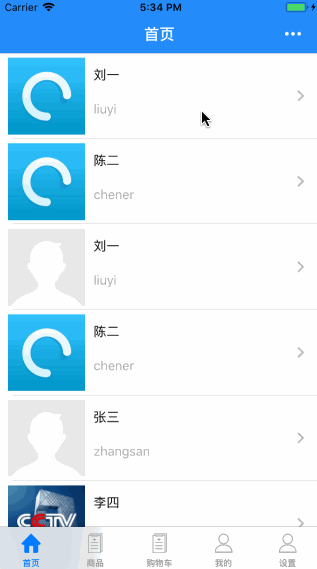 Carrier 5:34 PM
首页
刘一
liuyi
陈二
chener
刘一
liuyi
陈二
chener
张三
zhangsan
李四
CCTV
首页 商品 购物车 我的 设置